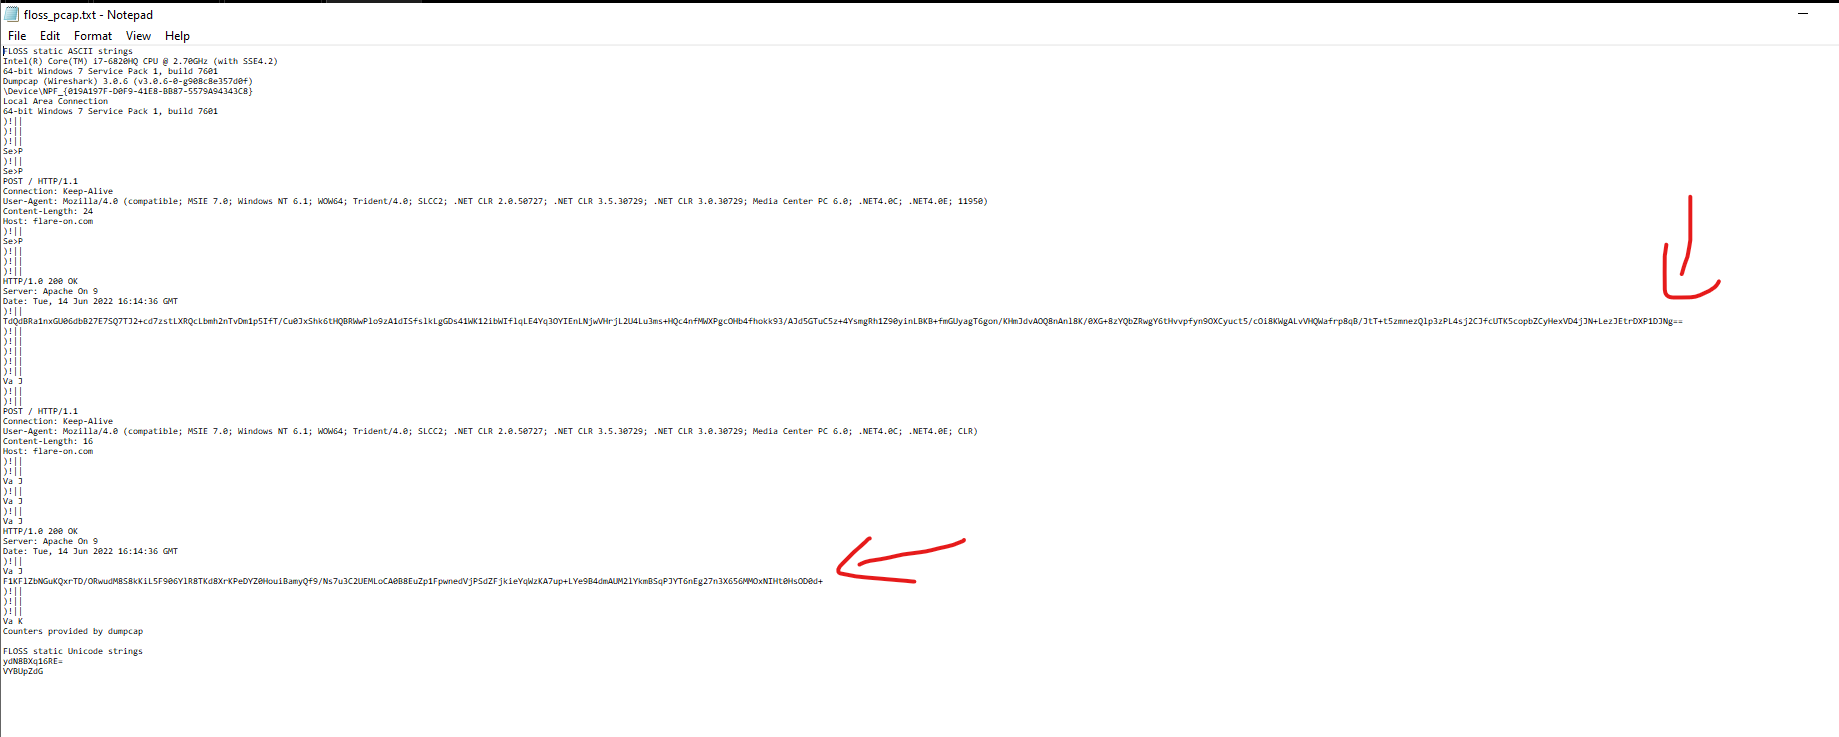 floss_pcap.txt - Notepad
File Edit Format View Help
FLOSS static ASCII strings
Intel(R) Core(TM) i7-6820HQ CPU @ 2.70GHz (with SSE4.2)
64-bit Windows 7 Service Pack 1, build 7601
Dumpcap (Wireshark) 3.0.6 (v3.0.6-0-g908c8e357d0f)
\Device\NPF_{019A197F-D0F9-41E8-BB87-5579A94343C8}
Local Area Connection
64-bit Windows 7 Service Pack 1, build 7601
)!||
)!||
)!||
Se>P
)!||
Se>P
POST / HTTP/1.1
Connection: Keep-Alive
User-Agent: Mozilla/4.0 (compatible; MSIE 7.0; Windows NT 6.1; WOW64; Trident/4.0; SLCC2; .NET CLR 2.0.50727; .NET CLR 3.5.30729; .NET CLR 3.0.30729; Media Center PC 6.0; .NET4.0C; .NET4.0E; 11950)
Content-Length: 24
Host: flare-on.com
)!||
Se>P
)!||
)!||
)!||
HTTP/1.0 200 OK
Server: Apache On 9
Date: Tue, 14 Jun 2022 16:14:36 GMT
)!||
TdQdBRa1nxGU06dbB27E7SQ7TJ2+cd7zstLXRQcLbmh2nTvDm1p5IfT/Cu0JxShk6tHQBRWwPlo9zA1dISfslkLgGDs41WK12ibWIflqLE4Yq3OYIEnLNjwVHrjL2U4Lu3ms+HQc4nfMWXPgcOHb4fhokk93/AJd5GTuC5z+4YsmgRh1Z90yinLBKB+fmGUyagT6gon/KHmJdvAOQ8nAnl8K/0XG+8zYQbZRwgY6tHvvpfyn9OXCyuct5/cOi8KWgALvVHQWafrp8qB/JtT+t5zmnezQlp3zPL4sj2CJfcUTK5copbZCyHexVD4jJN+LezJEtrDXP1DJNg==
)!||
)!||
)!||
)!||
)!||
Va J
)!||
)!||
POST / HTTP/1.1
Connection: Keep-Alive
User-Agent: Mozilla/4.0 (compatible; MSIE 7.0; Windows NT 6.1; WOW64; Trident/4.0; SLCC2; .NET CLR 2.0.50727; .NET CLR 3.5.30729; .NET CLR 3.0.30729; Media Center PC 6.0; .NET4.0C; .NET4.0E; CLR)
Content-Length: 16
Host: flare-on.com
)!||
)!||
Va J
)!||
Va J
)!||
Va J
HTTP/1.0 200 OK
Server: Apache On 9
Date: Tue, 14 Jun 2022 16:14:36 GMT
)!||
Va J
F1KFlZbNGuKQxrTD/ORwudM8S8kKiL5F906YlR8TKd8XrKPeDYZ0HouiBamyQf9/Ns7u3C2UEMLoCA0B8EuZp1FpwnedVjPSdZFjkieYqWzKA7up+LYe9B4dmAUM2lYkmBSqPJYT6nEg27n3X656MMOxNIHt0HsOD0d+
)!||
)!||
)!||
Va K
Counters provided by dumpcap
FLOSS static Unicode strings
ydN8BXq16RE=
VYBUpZdG